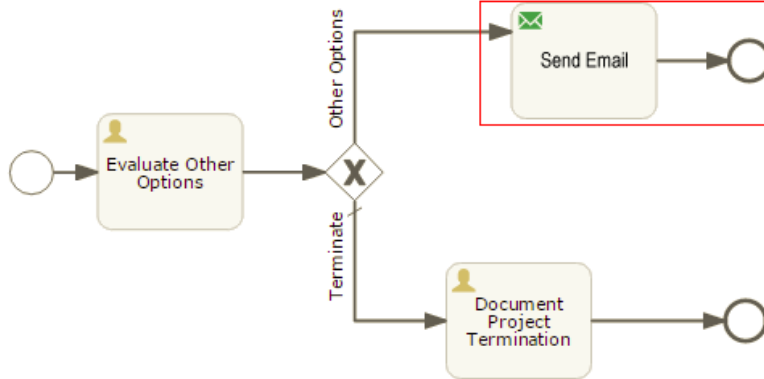 Other Options
Send Email
Evaluate Other
Options
X
Terminate
Document
Project
Termination